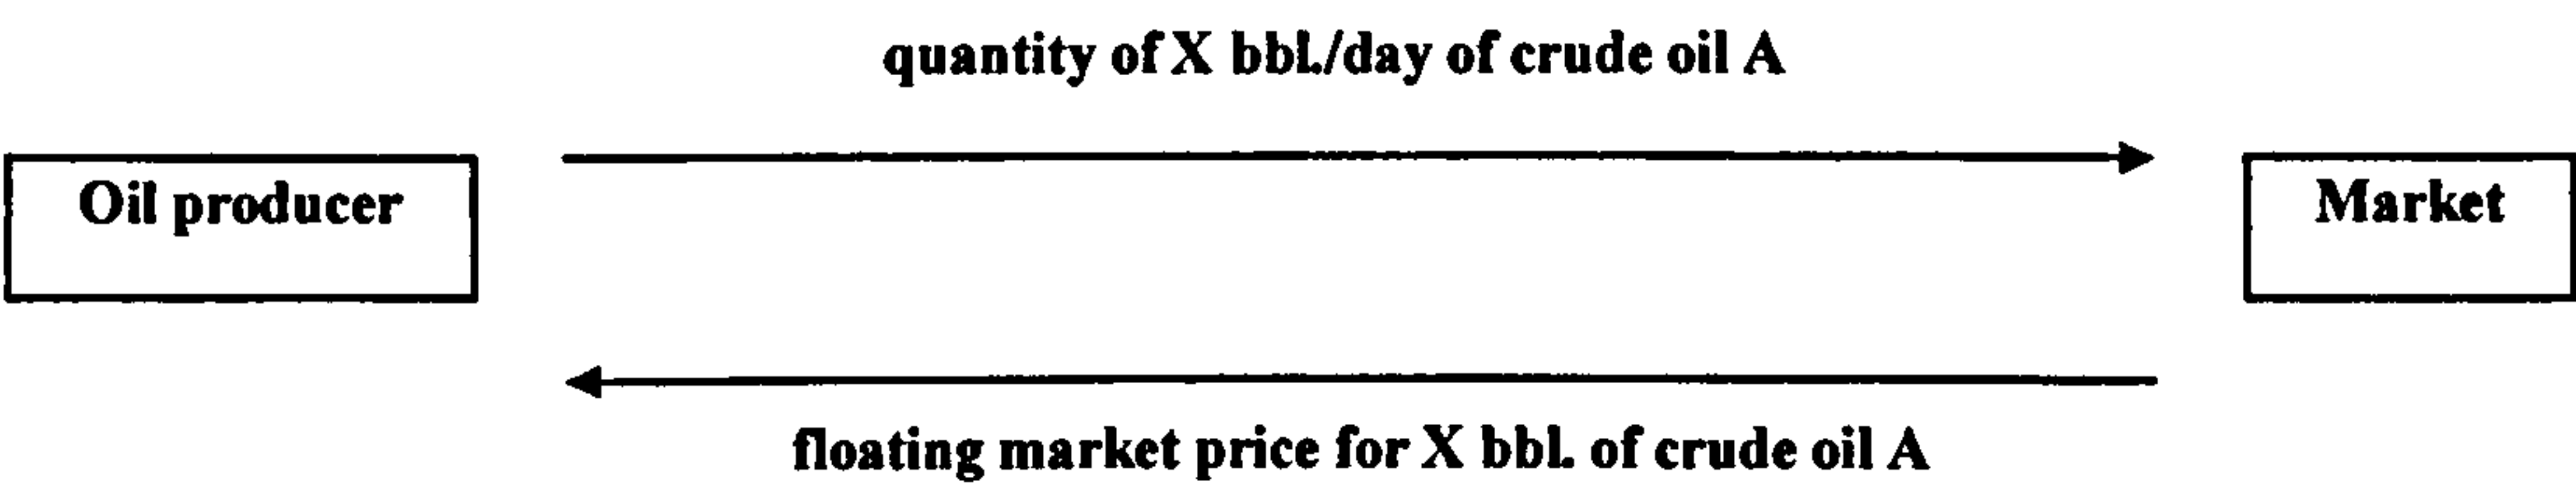 quantity of X bbl./day of crude oil A
Oil producer
Market
floating market price for X bbl. of crude oil A